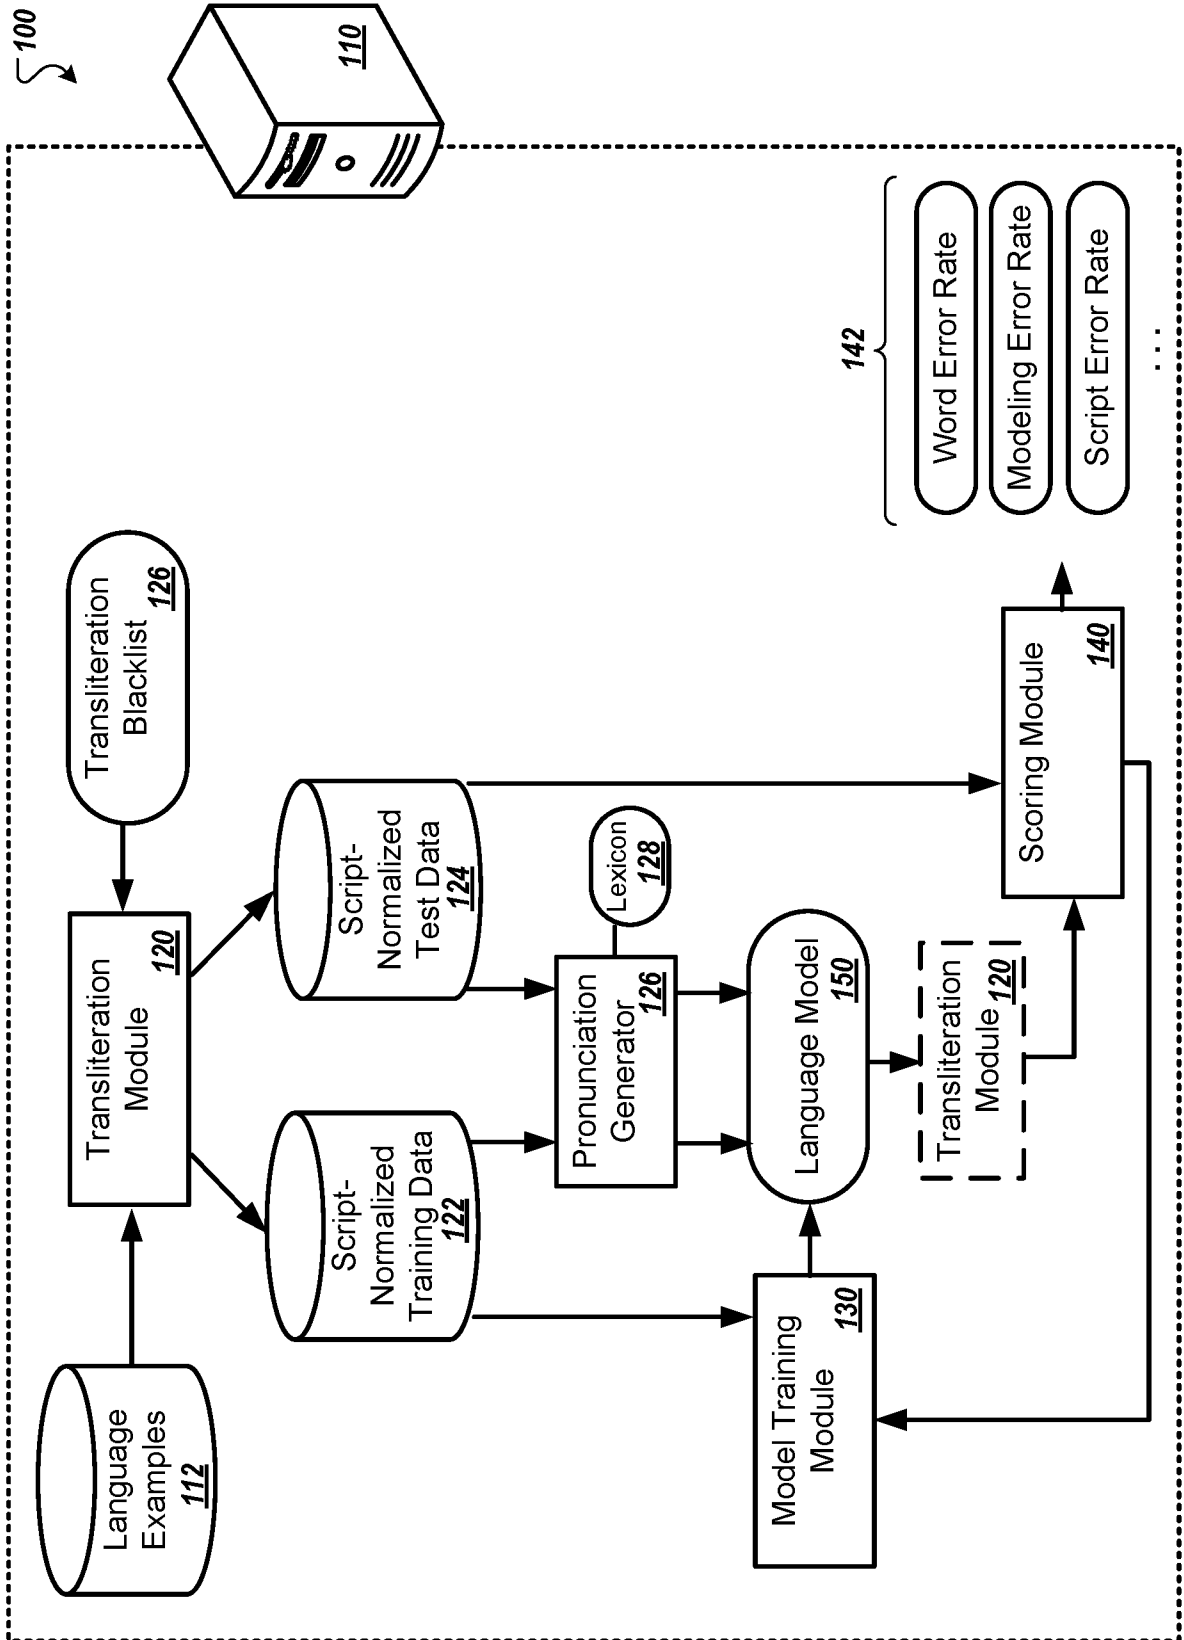 100
110
Language
Examples
112
Transliteration
Module
120
Transliteration
Blacklist
126
Script-
Normalized
Training Data
122
Script-
Normalized
Test Data
124
Pronunciation
Generator
126
Lexicon
128
Model Training
Module
130
Language Model
150
Transliteration
Module 120
Scoring Module
140
142
Word Error Rate
Modeling Error Rate
Script Error Rate
...